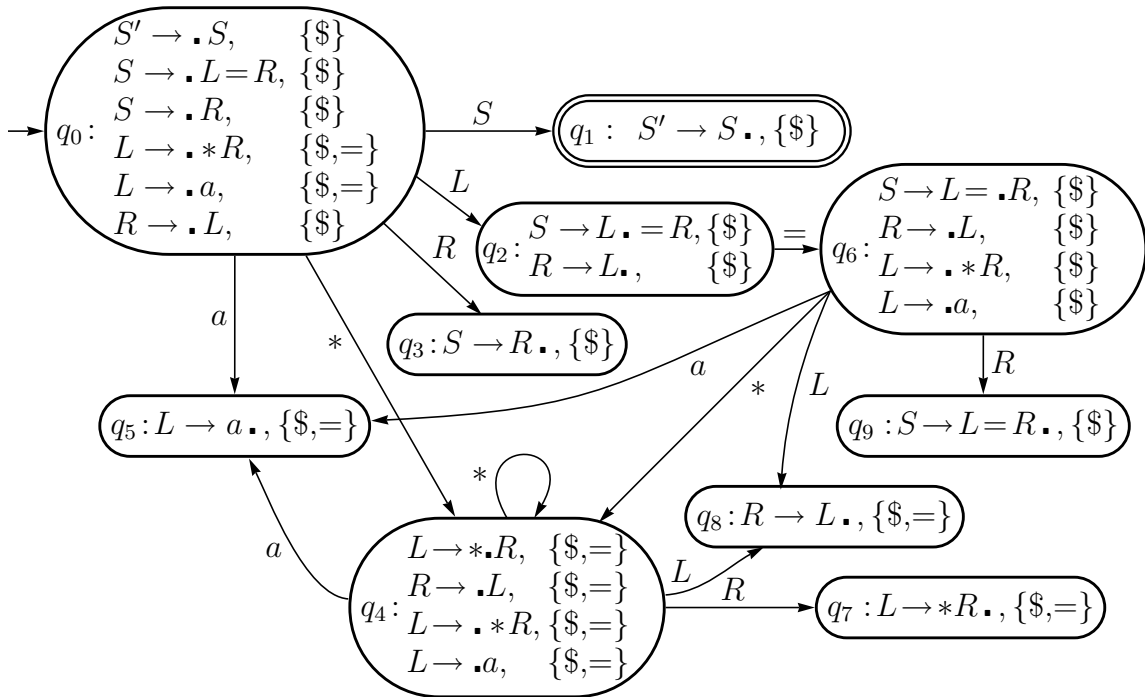 q₀: S′ → ▪S, {$}
S → ▪L=R, {$}
S → ▪R, {$}
L → ▪*R, {$,=}
L → ▪a, {$,=}
R → ▪L, {$}
S
q₁ : S′ → S▪, {$}
L
R
q₂: S → L▪=R, {$}
R → L▪, {$}
=
q₆: S → L=▪R, {$}
R → ▪L, {$}
L → ▪*R, {$}
L → ▪a, {$}
a
*
q₃: S → R▪, {$}
a
*
L
R
q₅: L → a▪, {$,=}
q₉: S → L=R▪, {$}
*
q₈: R → L▪, {$,=}
a
q₄: L → *▪R, {$,=}
R → ▪L, {$,=}
L → ▪*R, {$,=}
L → ▪a, {$,=}
L
R
q₇: L → *R▪, {$,=}